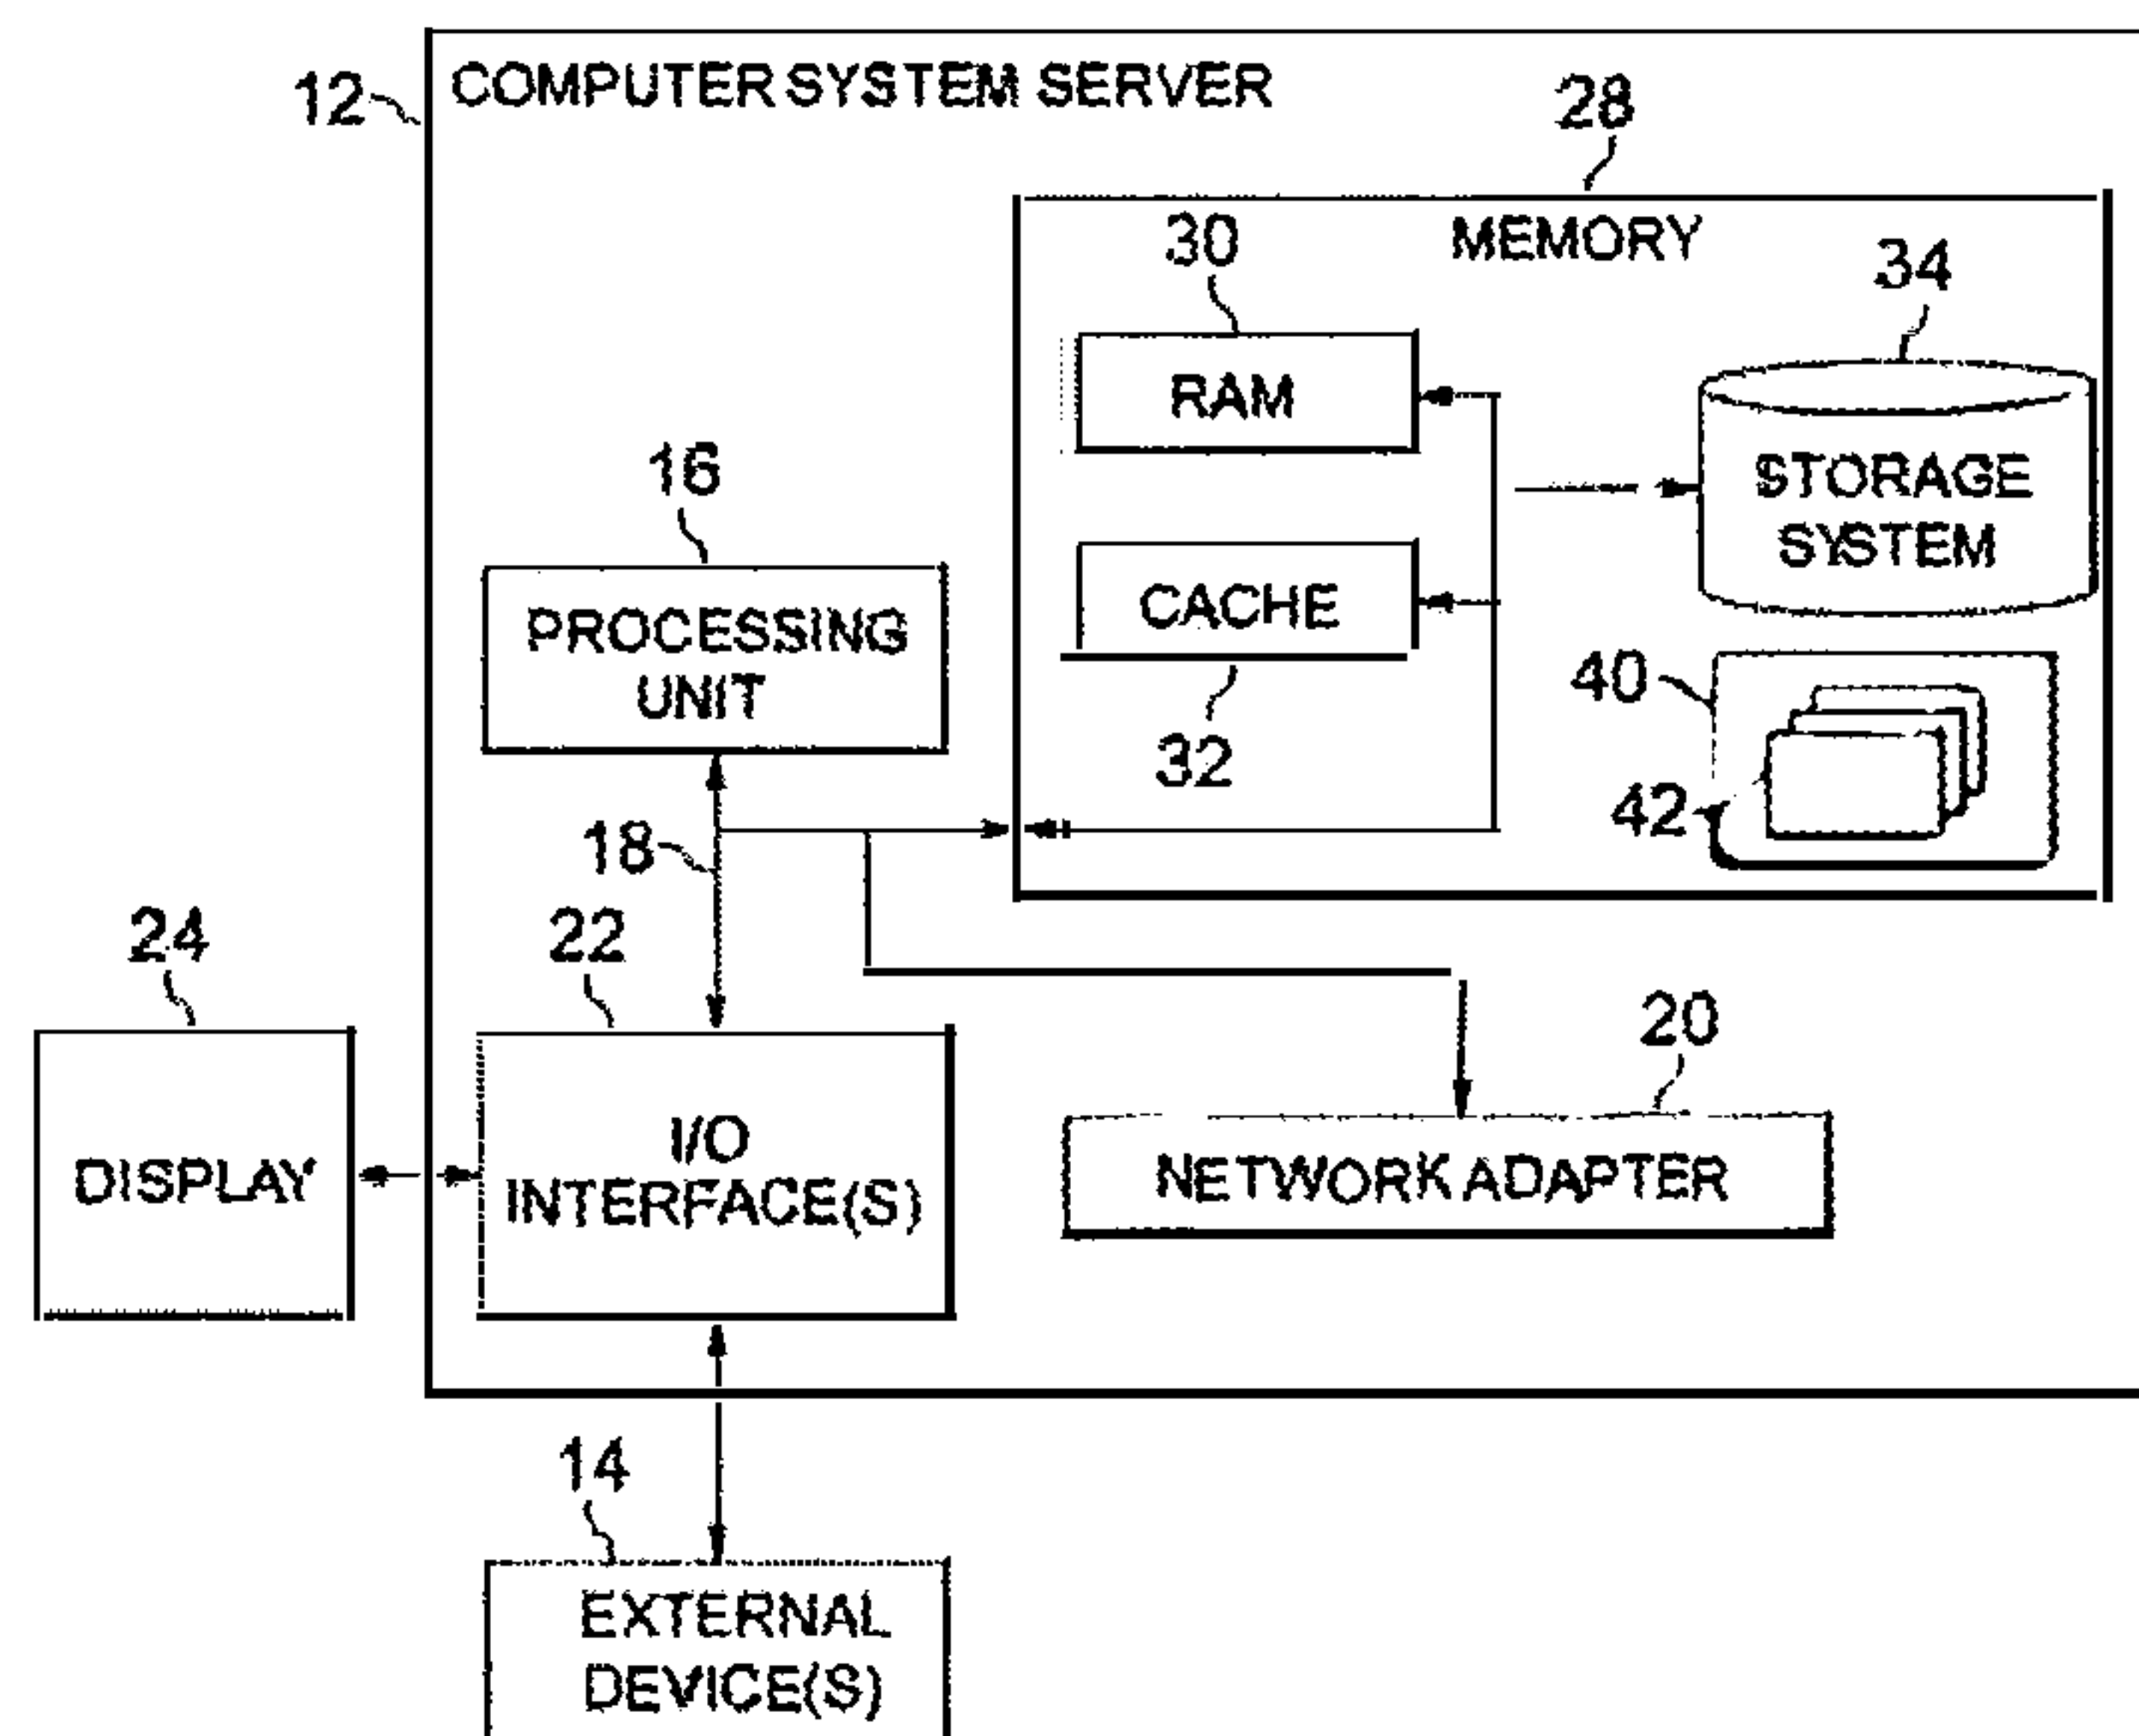 12
COMPUTER SYSTEM SERVER
28
MEMORY
30
34
RAM
STORAGE
SYSTEM
16
PROCESSING
UNIT
CACHE
32
40
42
18
22
24
DISPLAY
I/O
INTERFACE(S)
20
NETWORK ADAPTER
14
EXTERNAL
DEVICE(S)